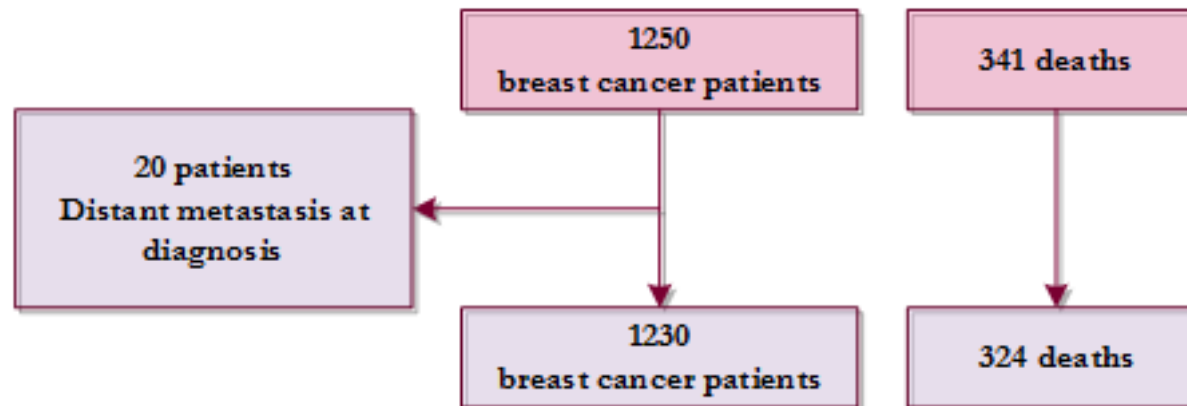 1250
breast cancer patients
341 deaths
20 patients
Distant metastasis at
diagnosis
1230
breast cancer patients
324 deaths